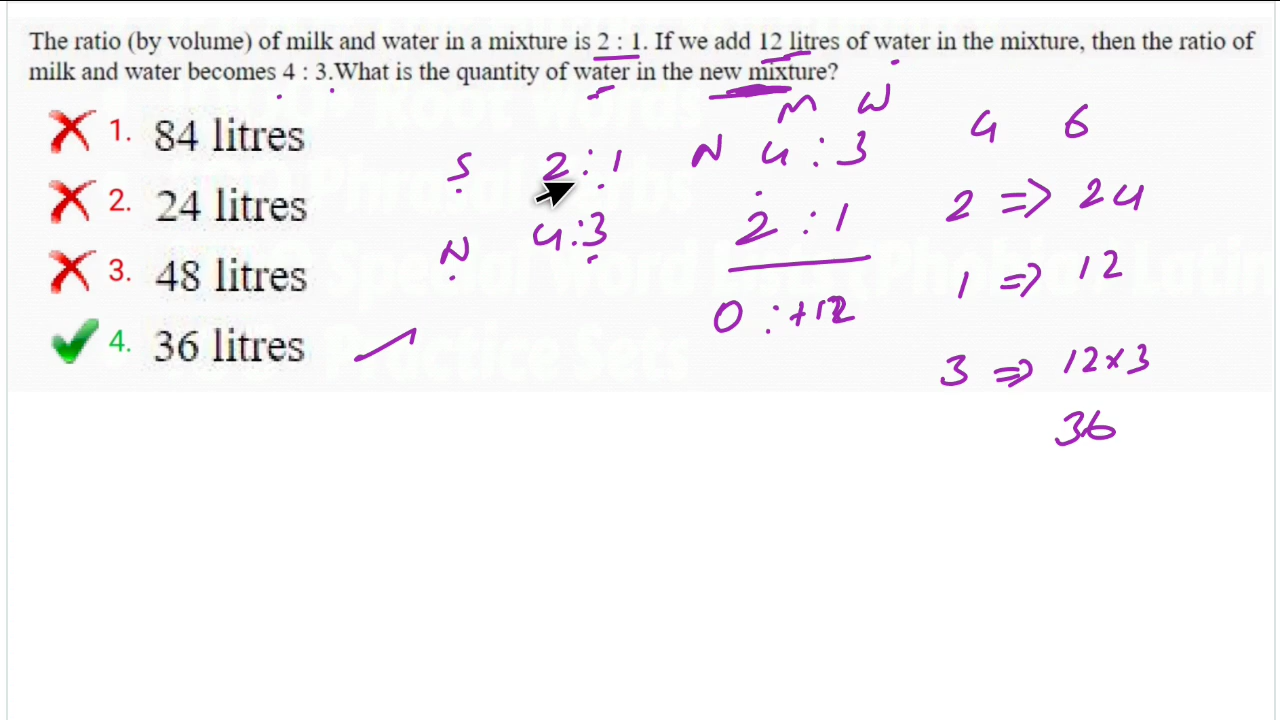 The ratio (by volume) of milk and water in a mixture is 2 : 1. If we add 12 litres of water in the mixture, then the ratio of
milk and water becomes 4 : 3.What is the quantity of water in the new mixture?
1. 84 litres
2. 24 litres
3. 48 litres
4. 36 litres
S 2 : 1
N 4 : 3
M W
N 4 : 3
2 : 1
0 : +12
4 6
2 => 24
1 => 12
3 => 12 x 3
36